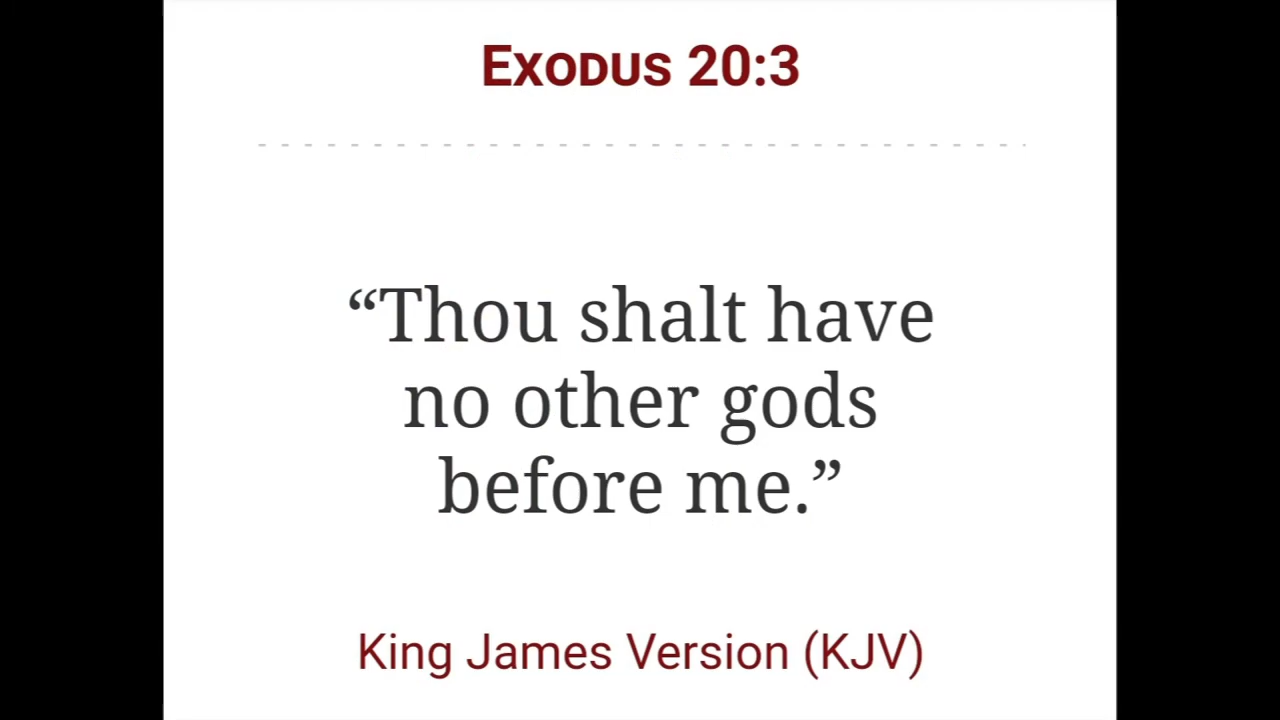 Exodus 20:3
“Thou shalt have
no other gods
before me.”
King James Version (KJV)